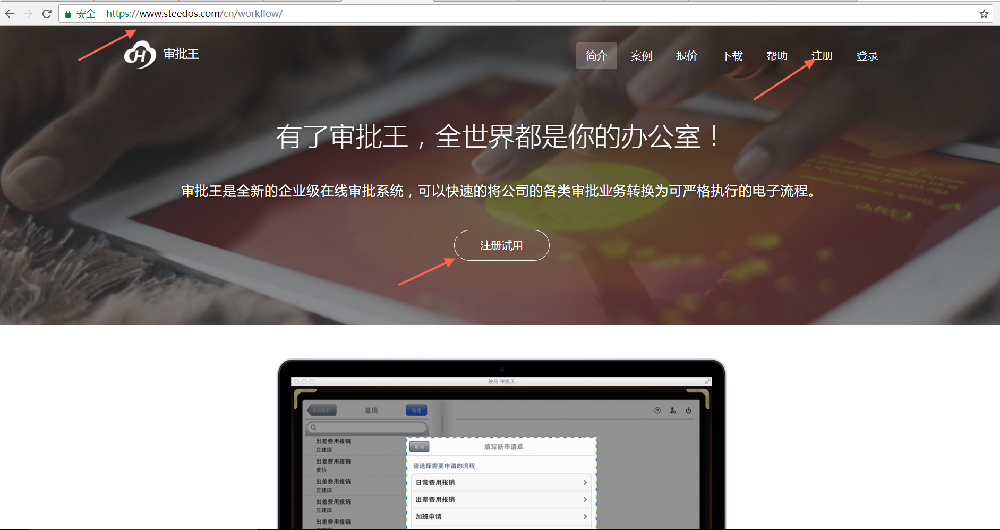 安全 https://www.steedos.com/cn/workflow/
审批王
简介 案例 报价 下载 帮助 注册 登录
有了审批王，全世界都是你的办公室！
审批王是全新的企业级在线审批系统，可以快速的将公司的各类审批业务转换为可严格执行的电子流程。
注册试用
草稿
填写新申请单
请选择需要申请的流程
出差费用报销
庄建国
出差费用报销
出差费用报销
庄建国
出差费用报销
庄建国
出差费用报销
日常费用报销
出差费用报销
加班申请